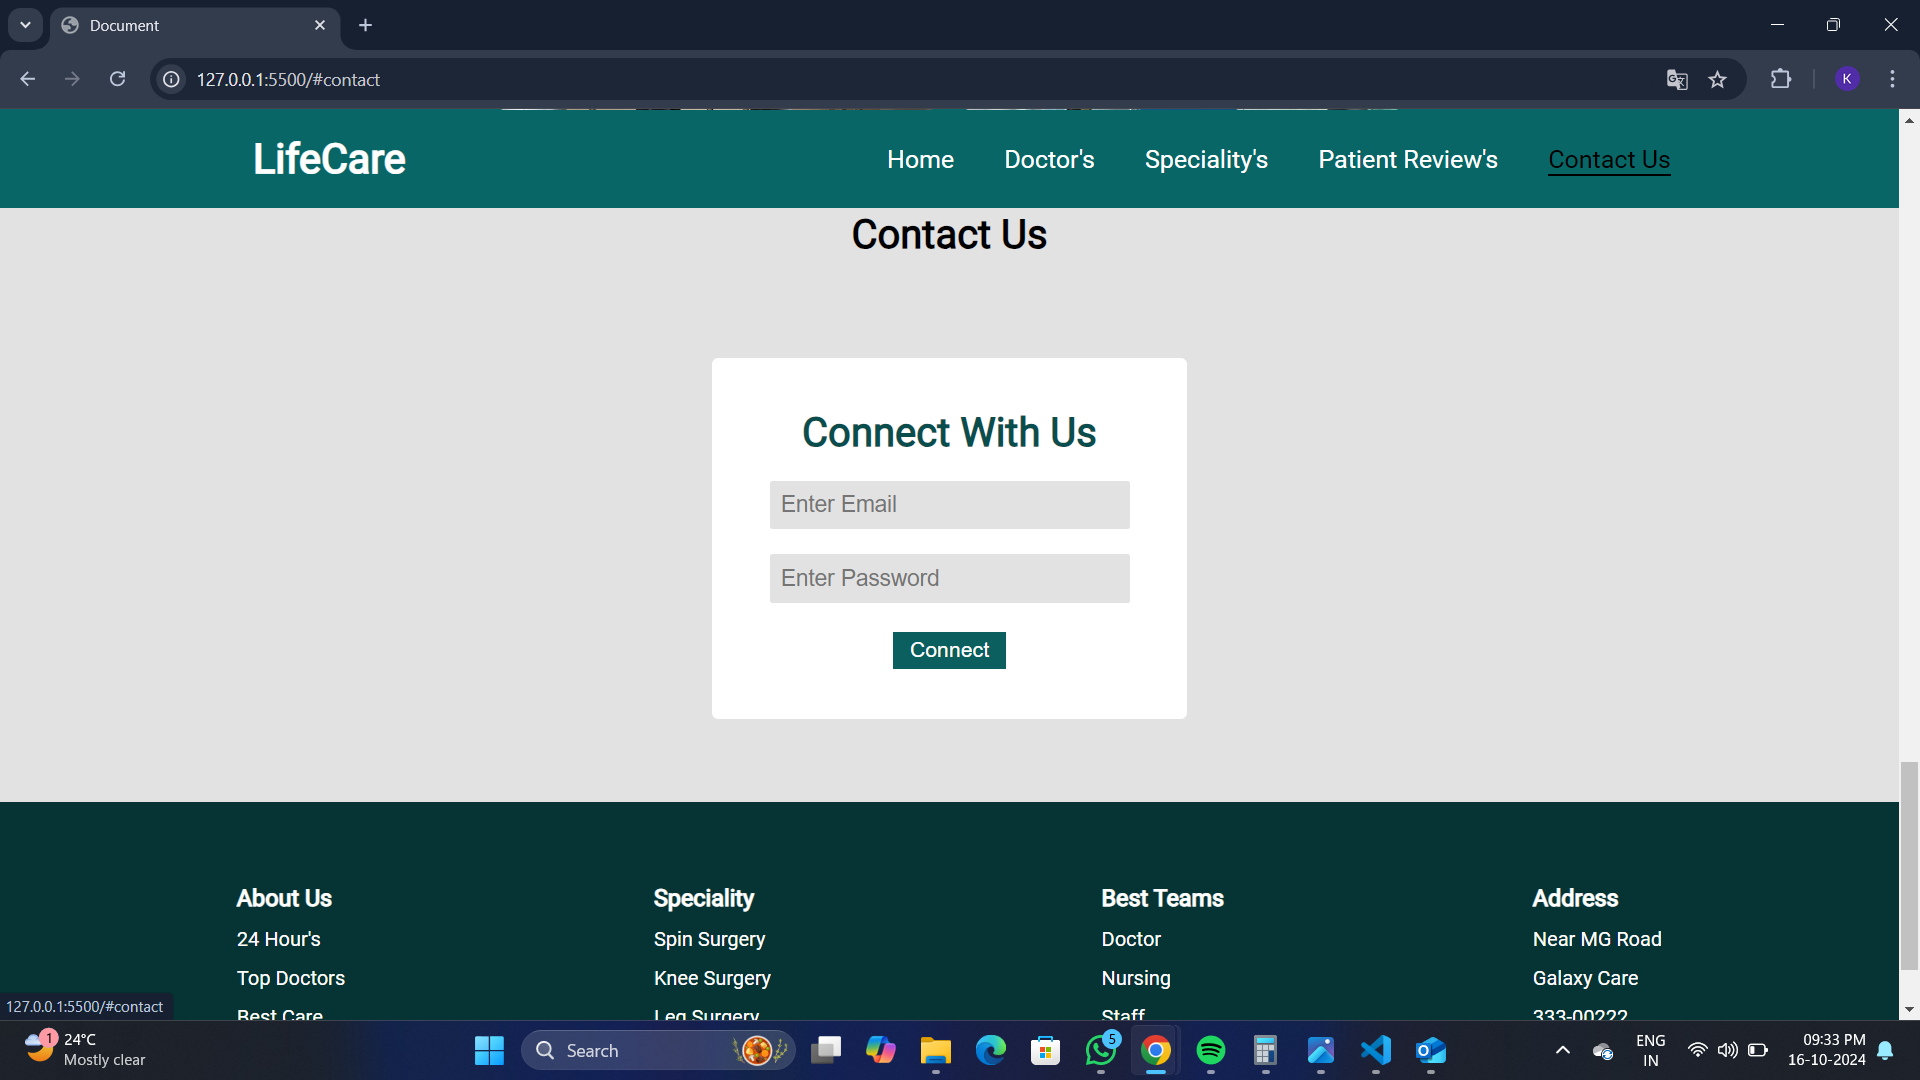 Document
127.0.0.1:5500/#contact
K
LifeCare
Home Doctor's Speciality's Patient Review's Contact Us
Contact Us
Connect With Us
Enter Email
Enter Password
Connect
About Us Speciality Best Teams Address
24 Hour's Spin Surgery Doctor Near MG Road
Top Doctors Knee Surgery Nursing Galaxy Care
Best Care Leg Surgery Staff 333-00222
127.0.0.1:5500/#contact
1
24°C
Mostly clear
Search
5
ENG
IN
09:33 PM
16-10-2024